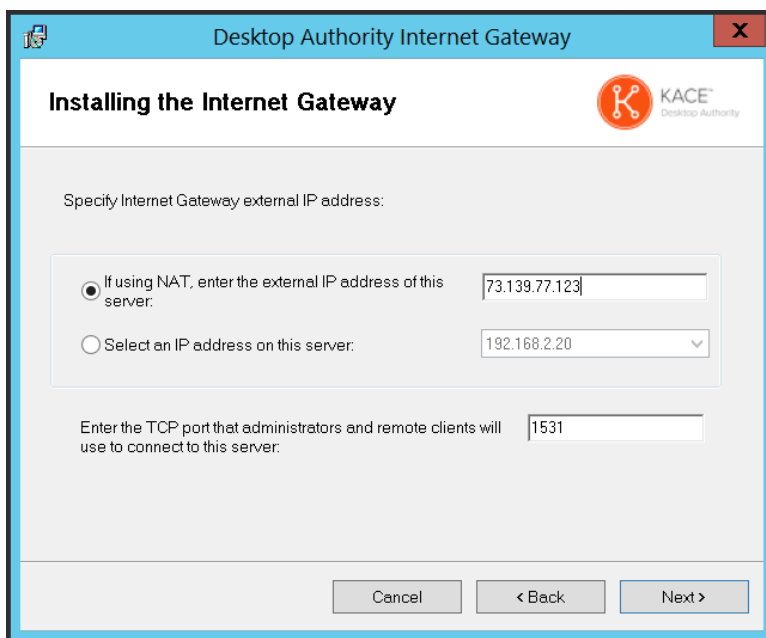 Desktop Authority Internet Gateway
X
Installing the Internet Gateway
K
KACE™
Desktop Authority
Specify Internet Gateway external IP address:
If using NAT, enter the external IP address of this
server:
73.139.77.123
Select an IP address on this server:
192.168.2.20
Enter the TCP port that administrators and remote clients will
use to connect to this server:
1531
Cancel
< Back
Next >